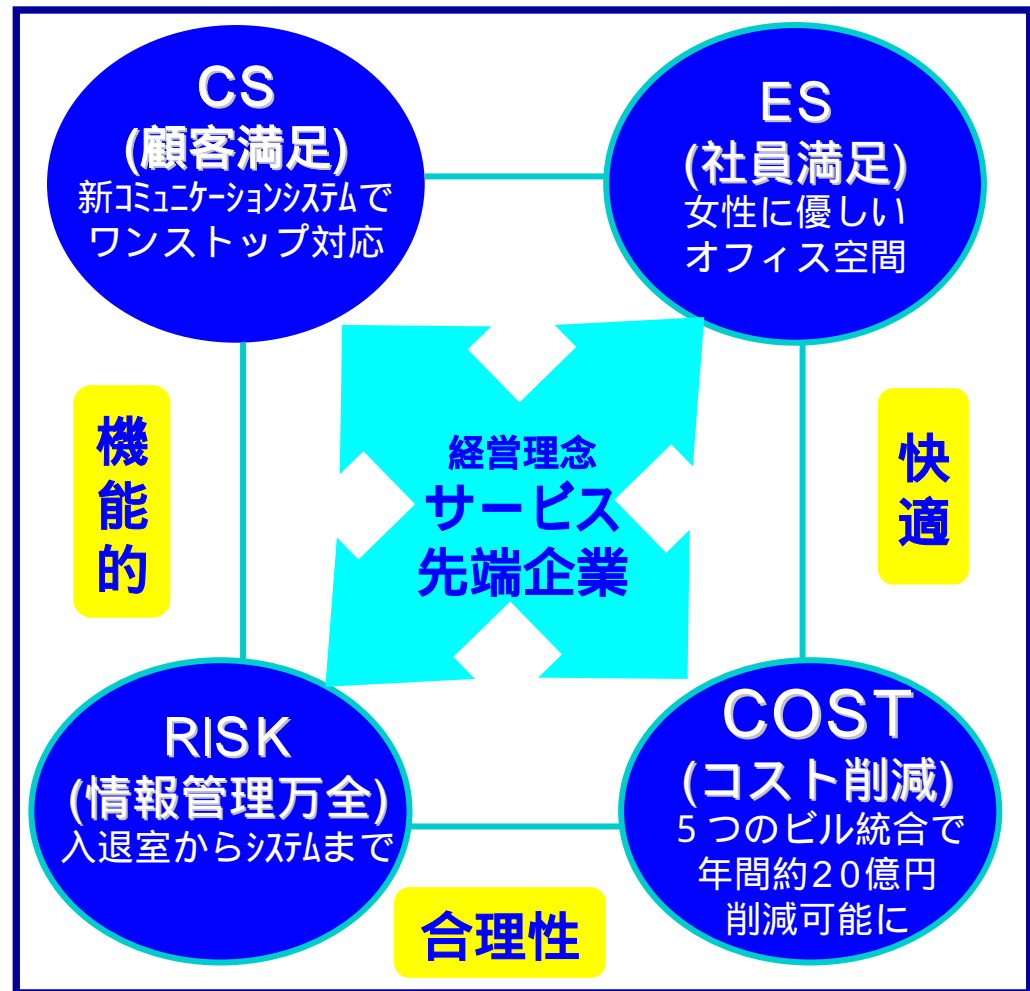 CS
(顧客満足)
新ｺﾐｭﾆｹｰｼｮﾝｼｽﾃﾑで
ワンストップ対応
ES
(社員満足)
女性に優しい
オフィス空間
機
能
的
経営理念
サービス
先端企業
快
適
RISK
(情報管理万全)
入退室からｼｽﾃﾑまで
COST
(コスト削減)
5つのビル統合で
年間約20億円
削減可能に
合理性